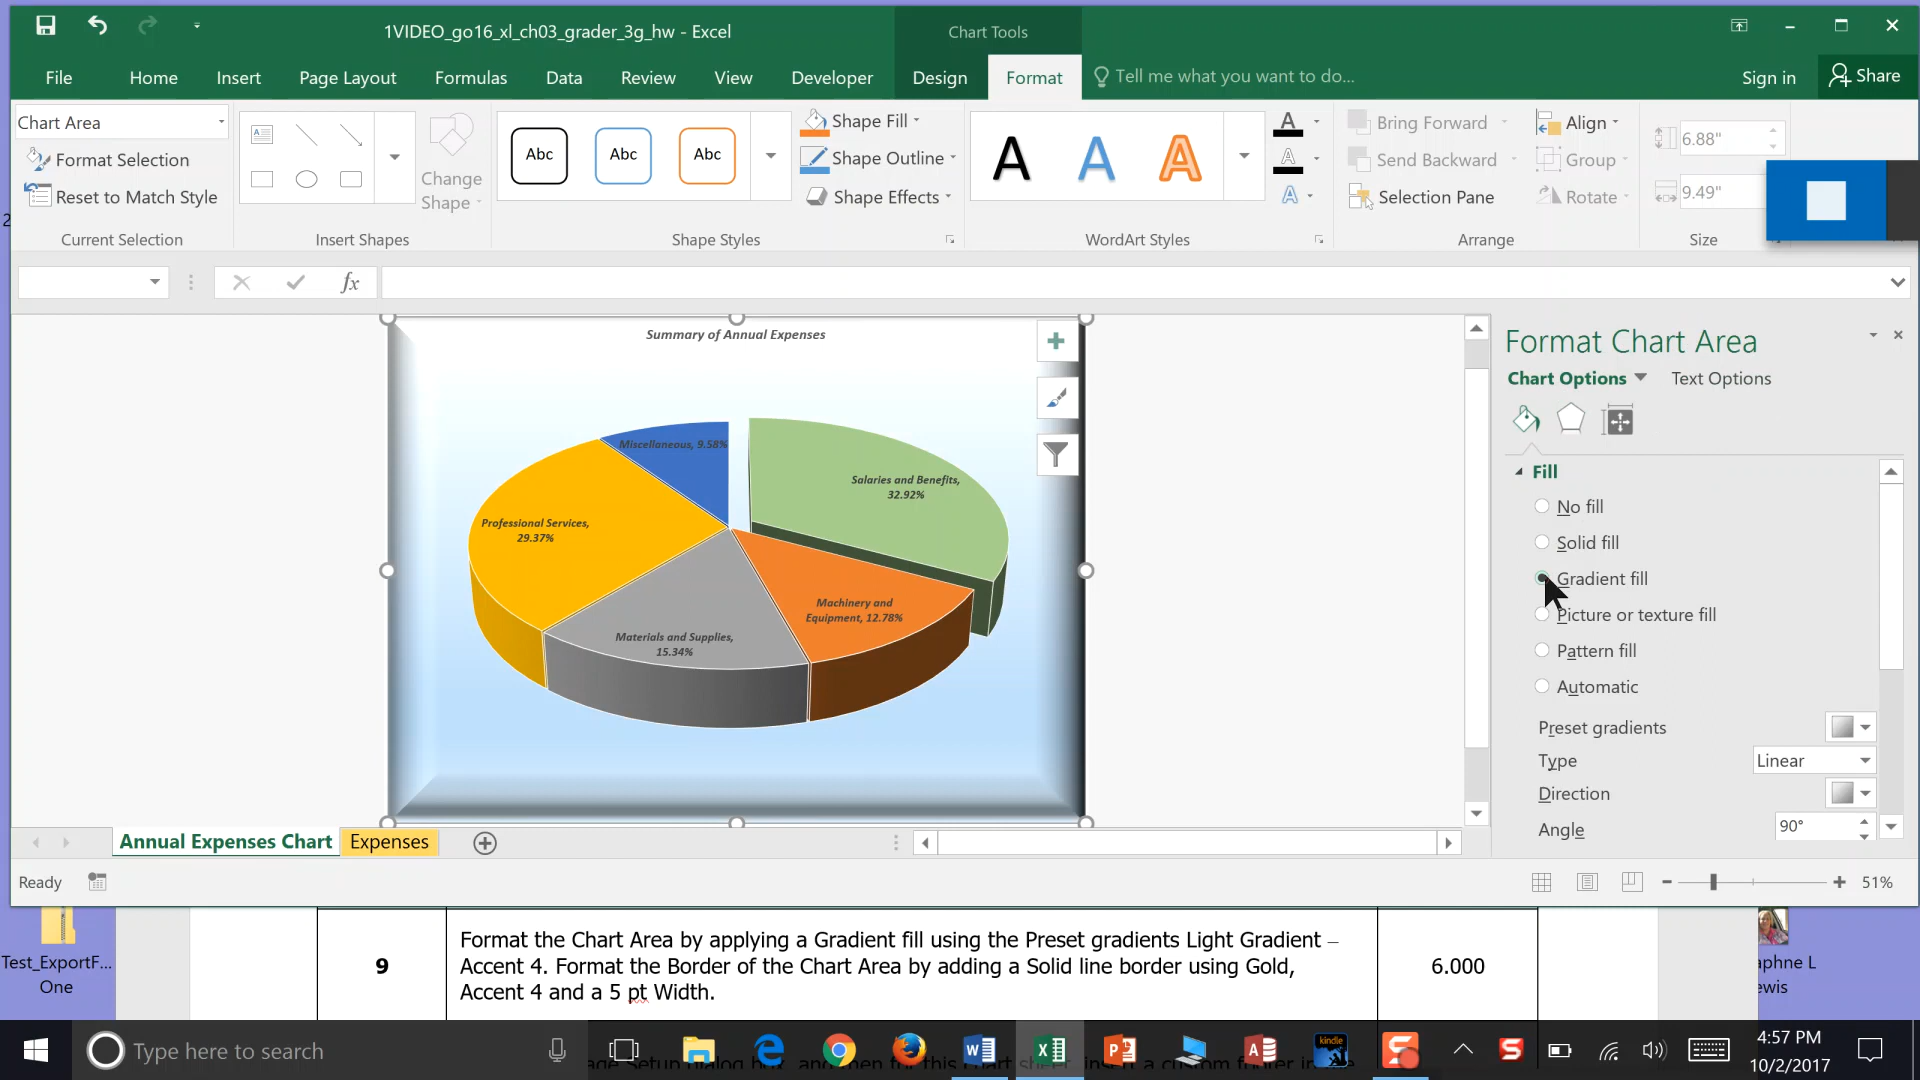 1VIDEO_go16_xl_ch03_grader_3g_hw - Excel
Chart Tools
File Home Insert Page Layout Formulas Data Review View Developer Design Format Tell me what you want to do... Sign in Share
Chart Area
Format Selection
Reset to Match Style
Current Selection
Change
Shape
Insert Shapes
Abc Abc Abc
Shape Fill
Shape Outline
Shape Effects
Shape Styles
A A A
A
A
A
WordArt Styles
Bring Forward
Send Backward
Selection Pane
Align
Group
Rotate
Arrange
6.88"
9.49"
Size
2
fx
Summary of Annual Expenses
Miscellaneous, 9.58%
Salaries and Benefits,
32.92%
Professional Services,
29.37%
Machinery and
Equipment, 12.78%
Materials and Supplies,
15.34%
Format Chart Area
Chart Options Text Options
Fill
No fill
Solid fill
Gradient fill
Picture or texture fill
Pattern fill
Automatic
Preset gradients
Type Linear
Direction
Angle 90°
Annual Expenses Chart Expenses
Ready
51%
Test_ExportF...
One
9
Format the Chart Area by applying a Gradient fill using the Preset gradients Light Gradient –
Accent 4. Format the Border of the Chart Area by adding a Solid line border using Gold,
Accent 4 and a 5 pt Width.
6.000
aphne L
ewis
Type here to search
kindle
4:57 PM
10/2/2017